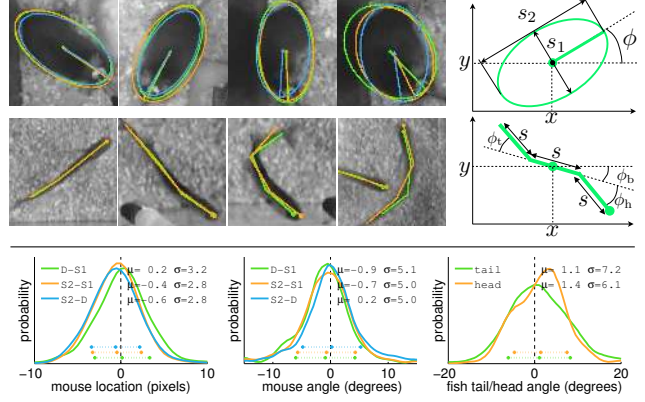 s₂
s₁
ϕ
y
x
ϕt
s
s
y
ϕb
ϕh
s
x
probability
D-S1 μ= 0.2 σ=3.2
S2-S1 μ=-0.4 σ=2.8
S2-D μ=-0.6 σ=2.8
-10 0 10
mouse location (pixels)
probability
D-S1 μ=-0.9 σ=5.1
S2-S1 μ=-0.7 σ=5.0
S2-D μ= 0.2 σ=5.0
-10 0 10
mouse angle (degrees)
probability
tail μ= 1.1 σ=7.2
head μ= 1.4 σ=6.1
-20 0 20
fish tail/head angle (degrees)